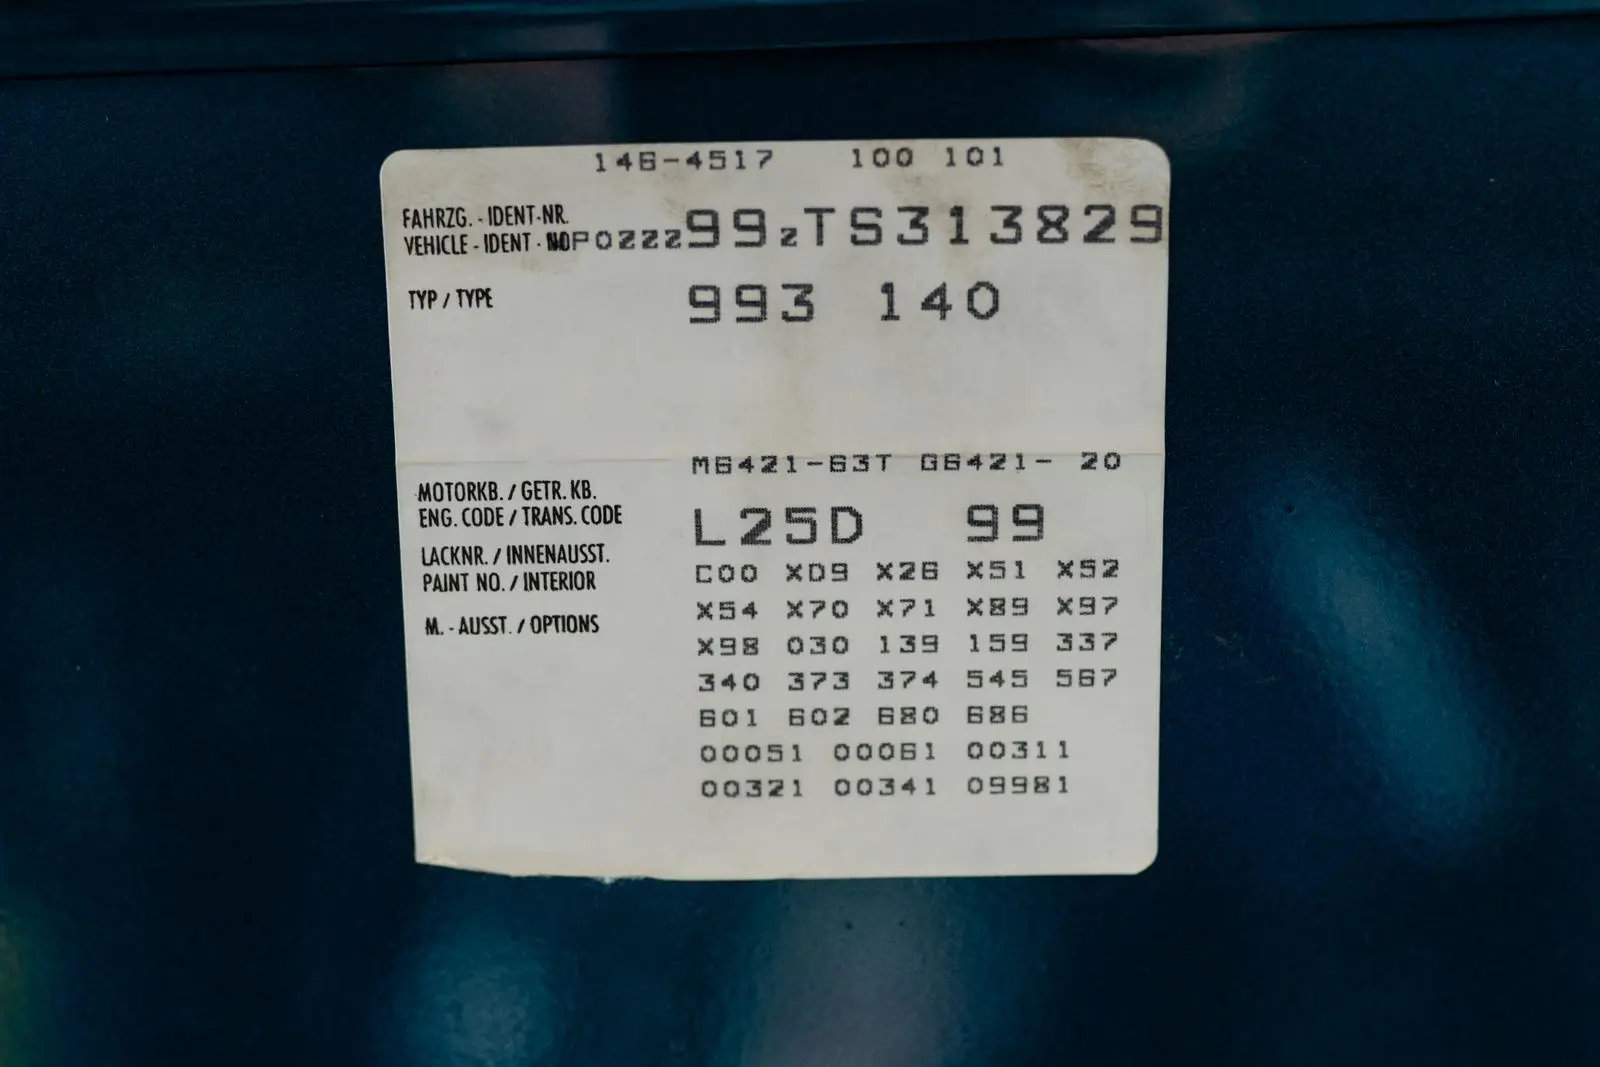 146-4517 100 101
FAHRZG. - IDENT-NR.
VEHICLE - IDENT - NO P0ZZZ99zTS313829
TYP / TYPE 993 140
M6421-63T G6421- 20
MOTORKB. / GETR. KB.
ENG. CODE / TRANS. CODE L25D 99
LACKNR. / INNENAUSST. C00 X09 X26 X51 X52
PAINT NO. / INTERIOR X54 X70 X71 X89 X97
M. - AUSST. / OPTIONS X98 030 139 159 337
340 373 374 545 567
601 602 680 686
00051 00061 00311
00321 00341 09981